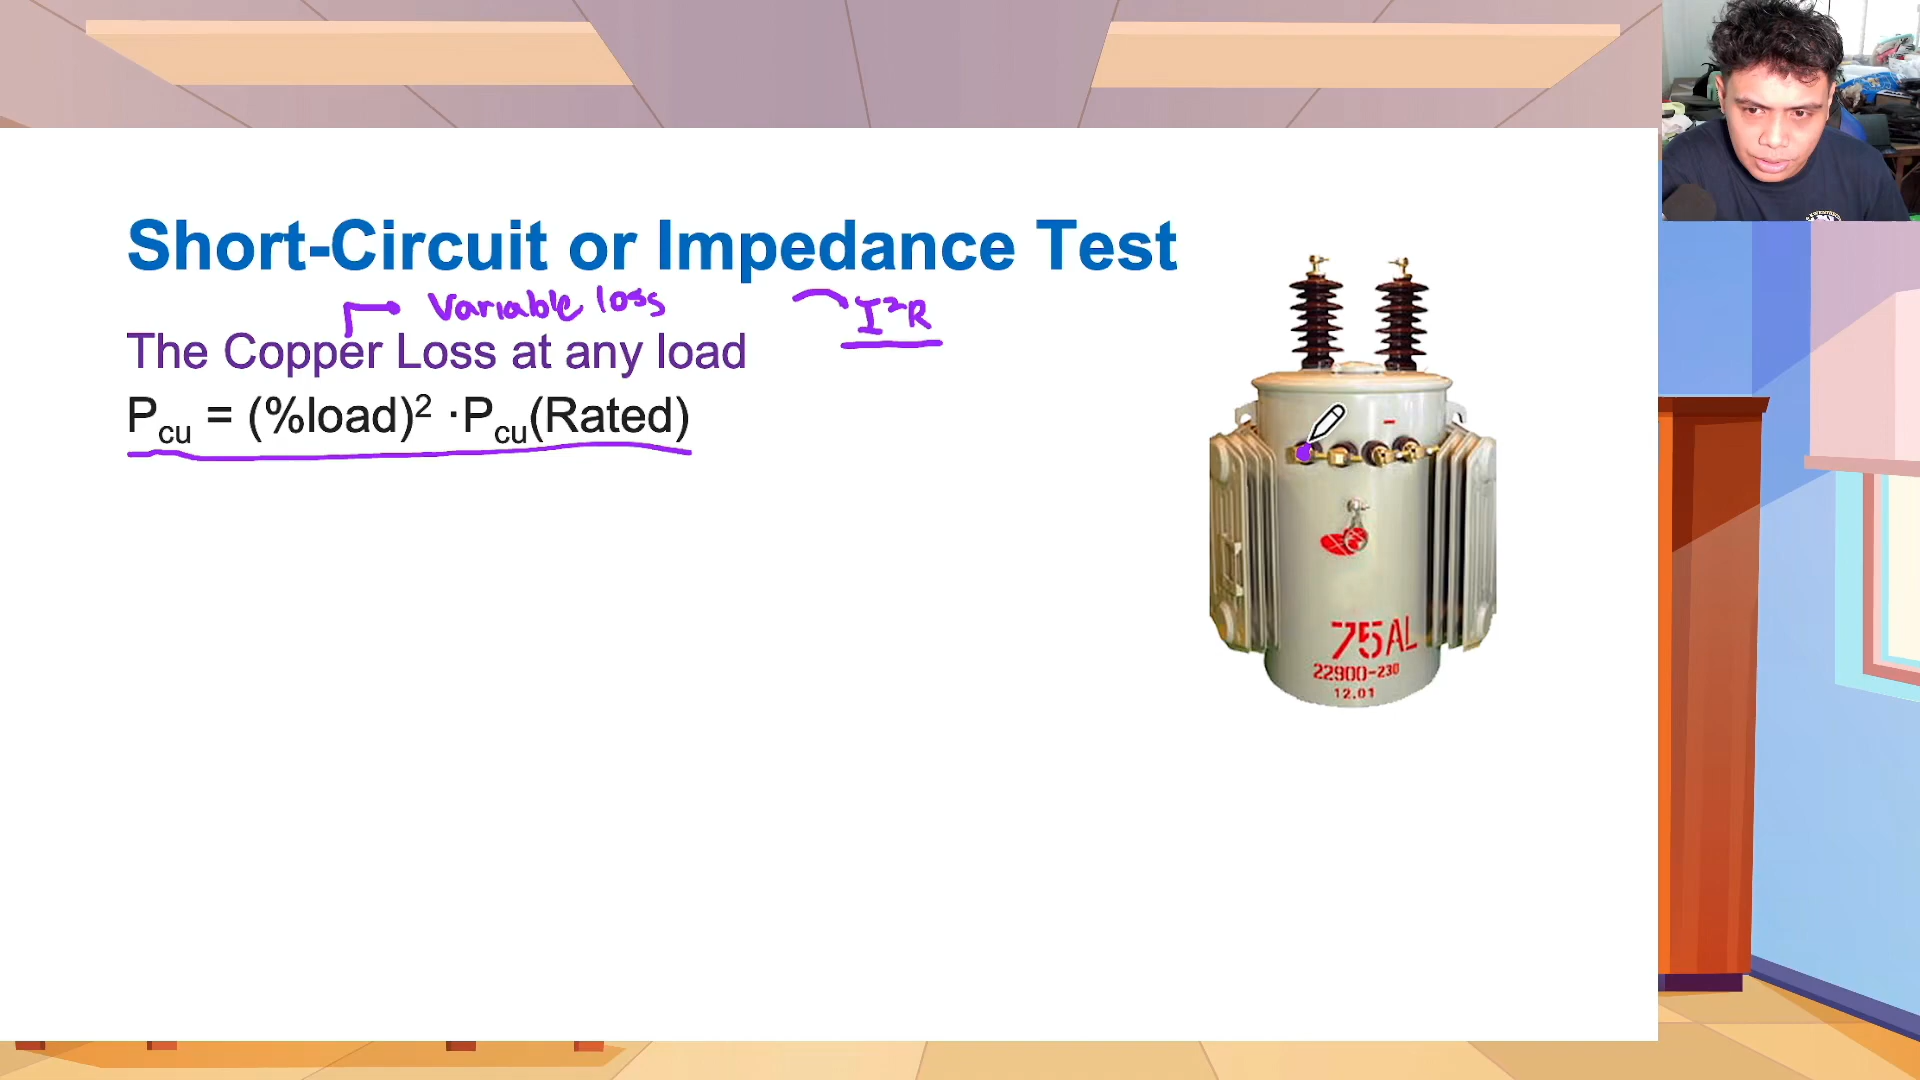 Short-Circuit or Impedance Test
Variable loss
I²R
The Copper Loss at any load
Pcu = (%load)² ·Pcu(Rated)
75AL
22900-230
12.01